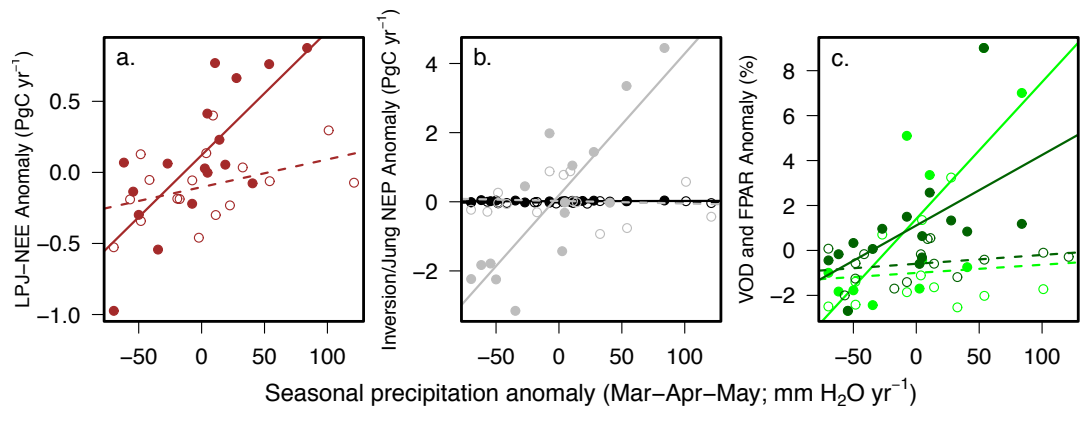 LPJ−NEE Anomaly (PgC yr⁻¹)
a.
0.5
0.0
−0.5
−1.0
−50 0 50 100
Inversion/Jung NEP Anomaly (PgC yr⁻¹)
b.
4
2
0
−2
−50 0 50 100
VOD and FPAR Anomaly (%)
c.
8
6
4
2
0
−2
−50 0 50 100
Seasonal precipitation anomaly (Mar−Apr−May; mm H₂O yr⁻¹)